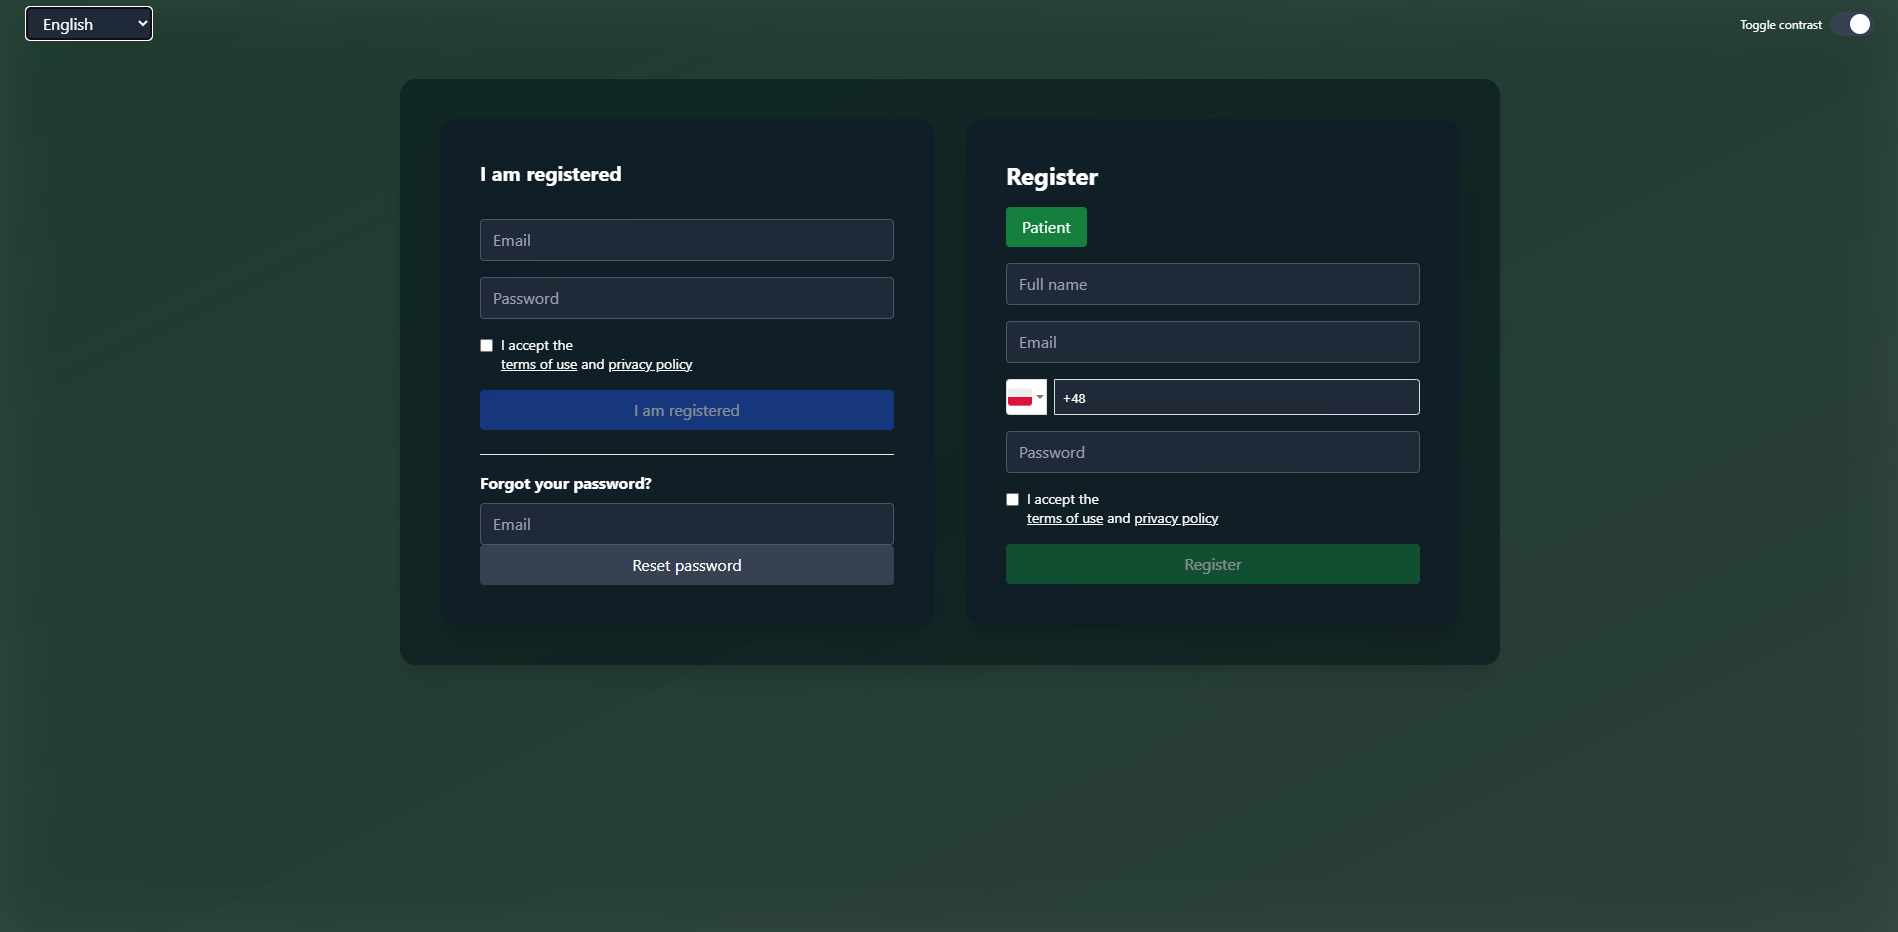 English
Toggle contrast
I am registered
Email
Password
I accept the
terms of use and privacy policy
I am registered
Forgot your password?
Email
Reset password
Register
Patient
Full name
Email
+48
Password
I accept the
terms of use and privacy policy
Register